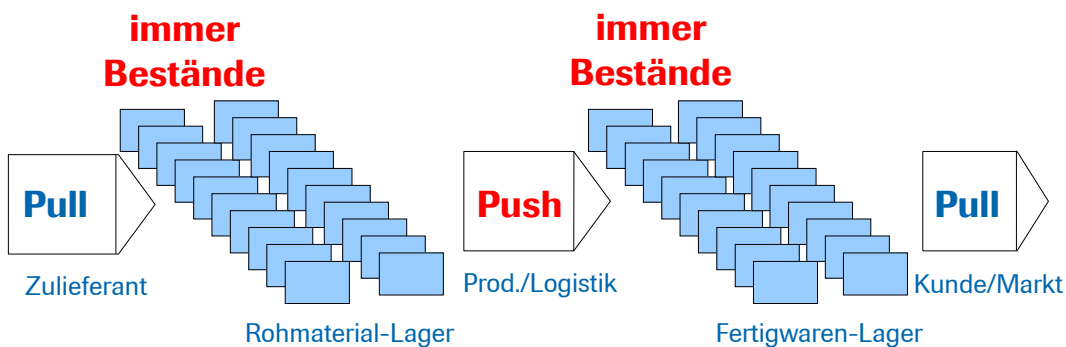 immer
Bestände
immer
Bestände
Pull
Push
Pull
Zulieferant
Prod./Logistik
Kunde/Markt
Rohmaterial-Lager
Fertigwaren-Lager